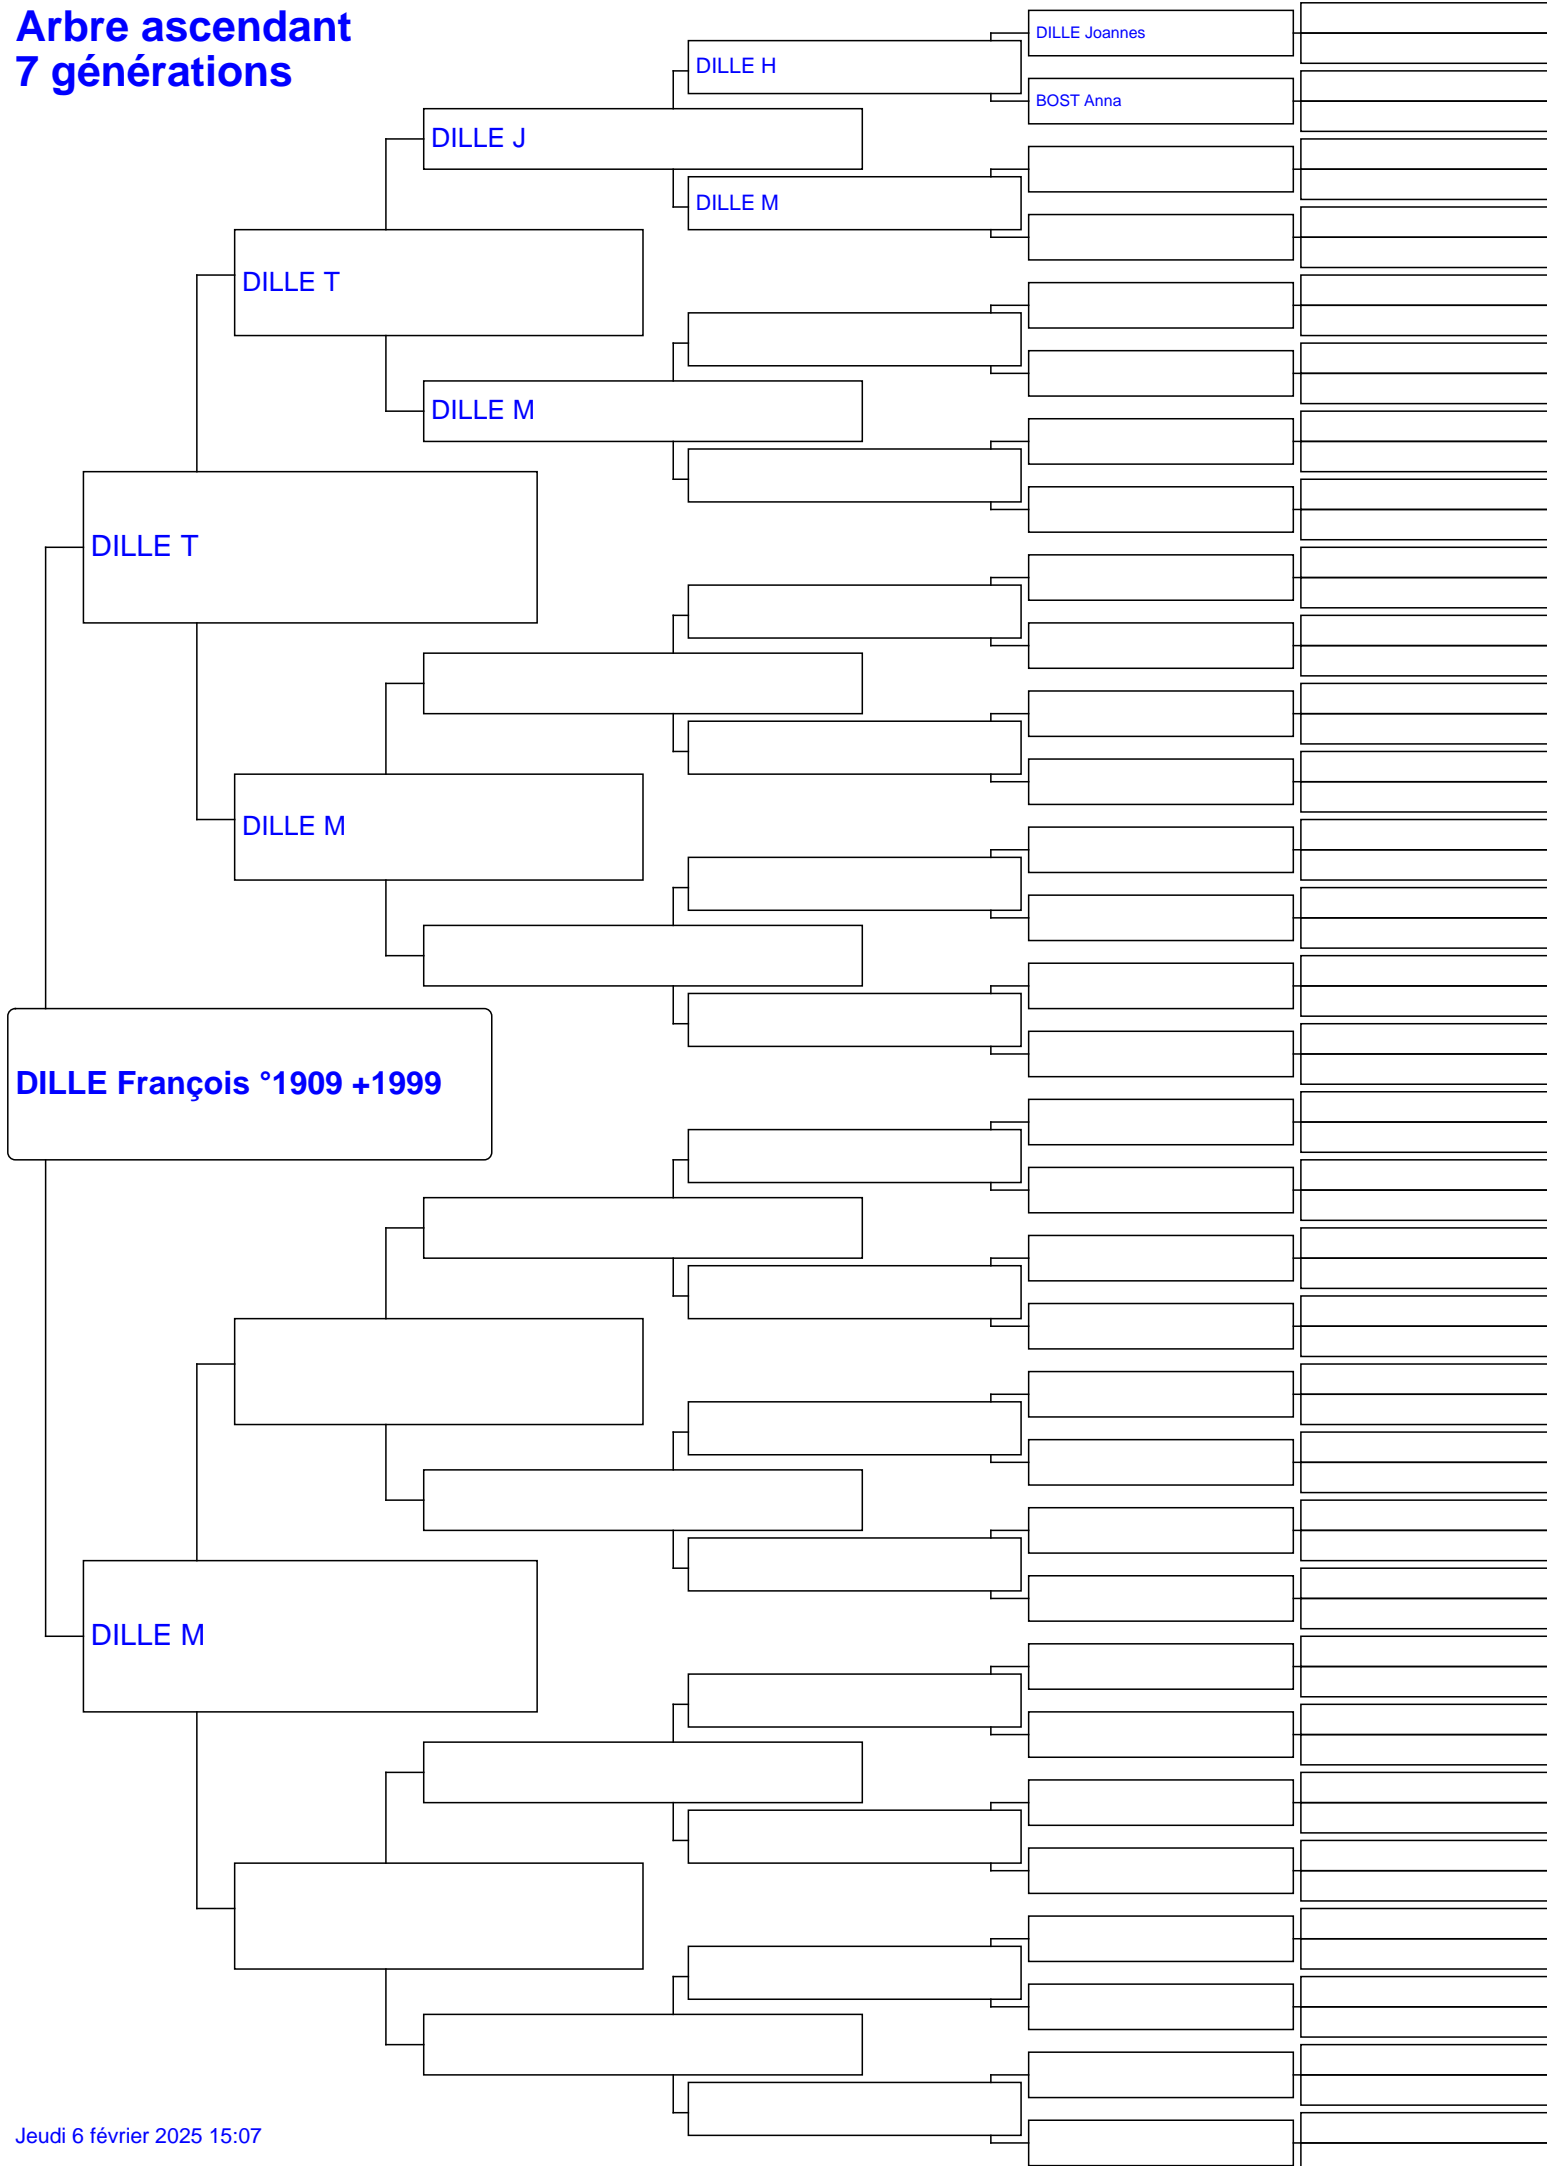 Arbre ascendant
7 générations
DILLE Joannes
DILLE H
BOST Anna
DILLE J
DILLE M
DILLE T
DILLE M
DILLE T
DILLE M
DILLE François °1909 +1999
DILLE M
Jeudi 6 février 2025 15:07